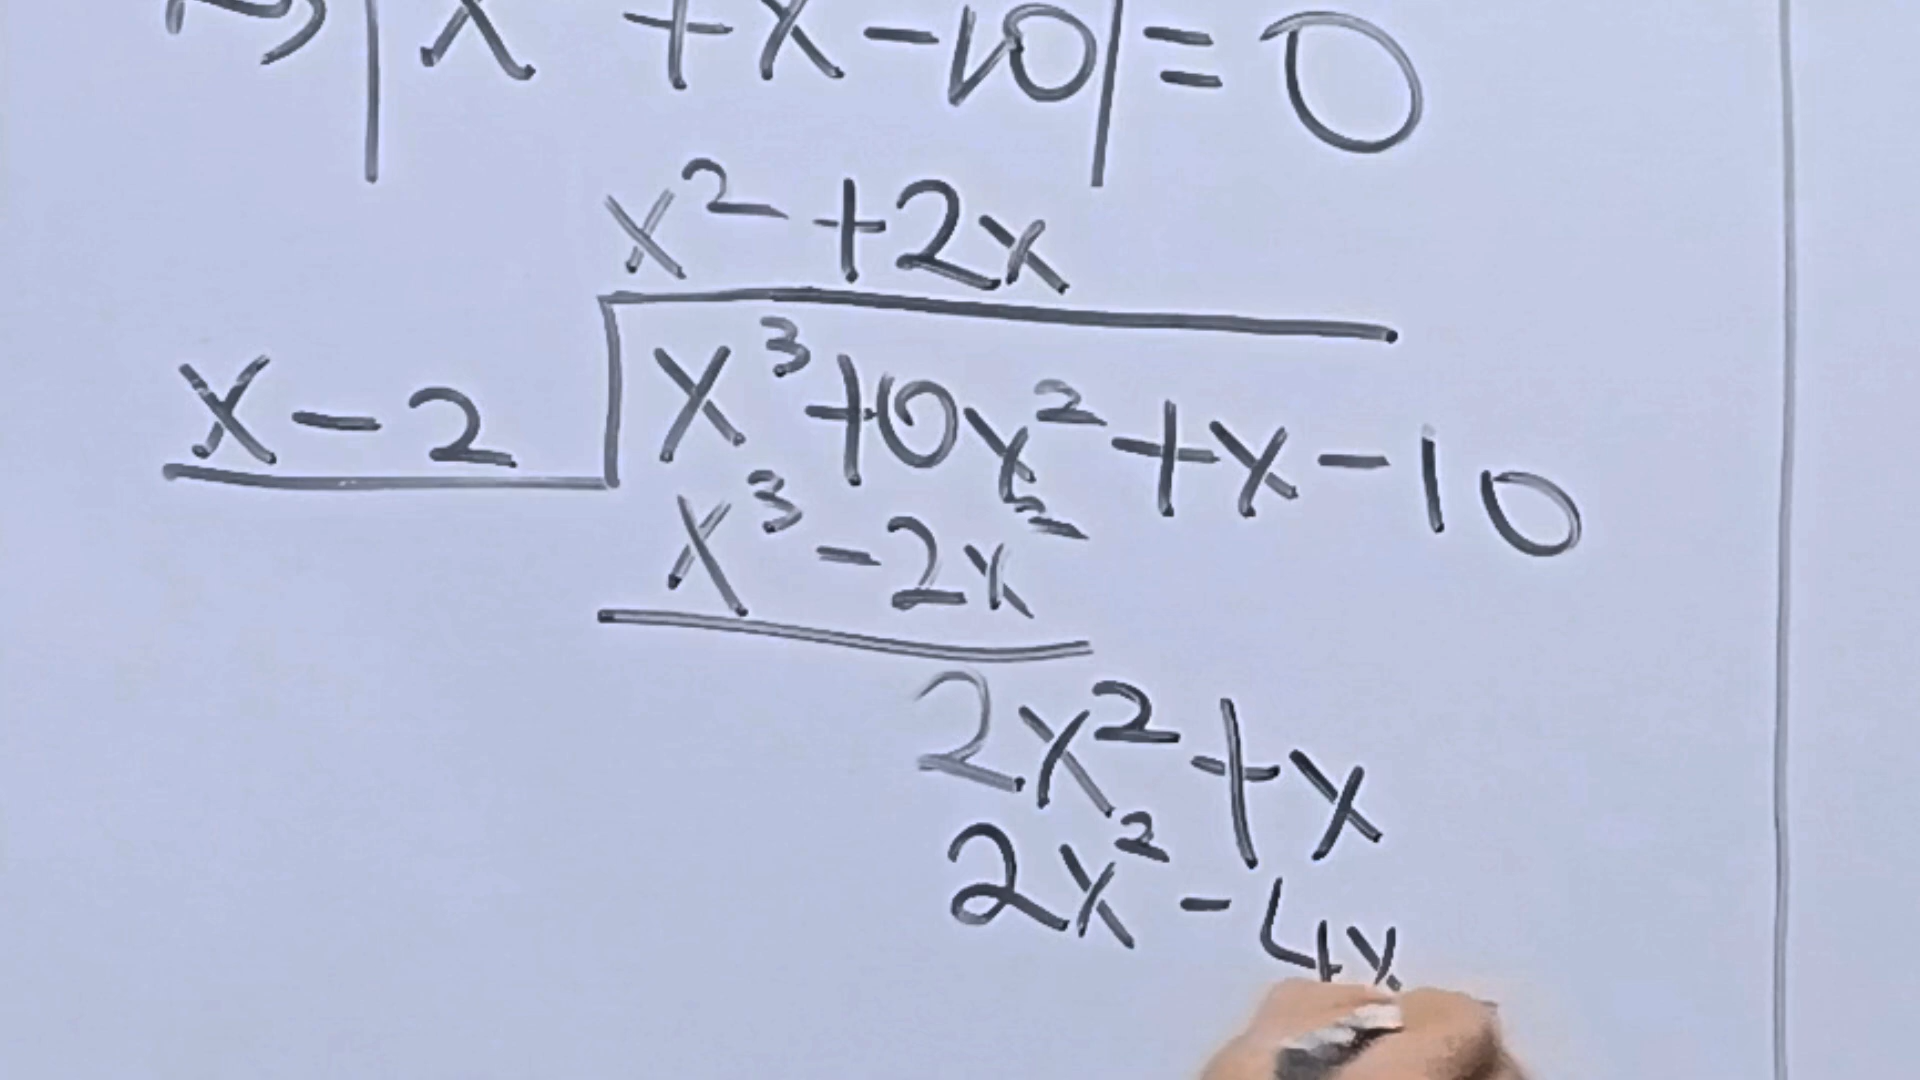 x + x - 10 | = 0
x² + 2x
x - 2 | x³ + 0x² + x - 10
x³ - 2x²
2x² + x
2x² - 4x